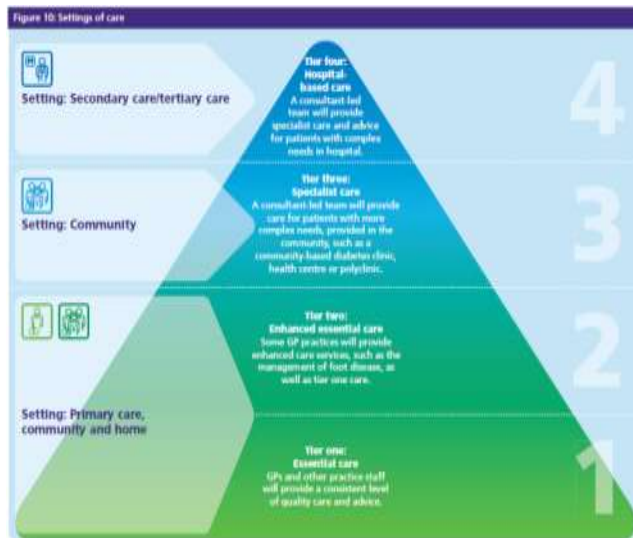 Figure 10: Settings of care
Setting: Secondary care/tertiary care
Tier four:
Hospital-
based care
A consultant-led
team will provide
specialist care and advice
for patients with complex
needs in hospital.
4
Setting: Community
Tier three:
Specialist care
A consultant-led team will provide
care for patients with more
complex needs, provided in the
community, such as a
community-based diabetes clinic,
health centre or polyclinic.
3
Setting: Primary care,
community and home
Tier two:
Enhanced essential care
Some GP practices will provide
enhanced care services, such as the
management of foot disease, as
well as tier one care.
2
Tier one:
Essential care
GPs and other practice staff
will provide a consistent level
of quality care and advice.
1